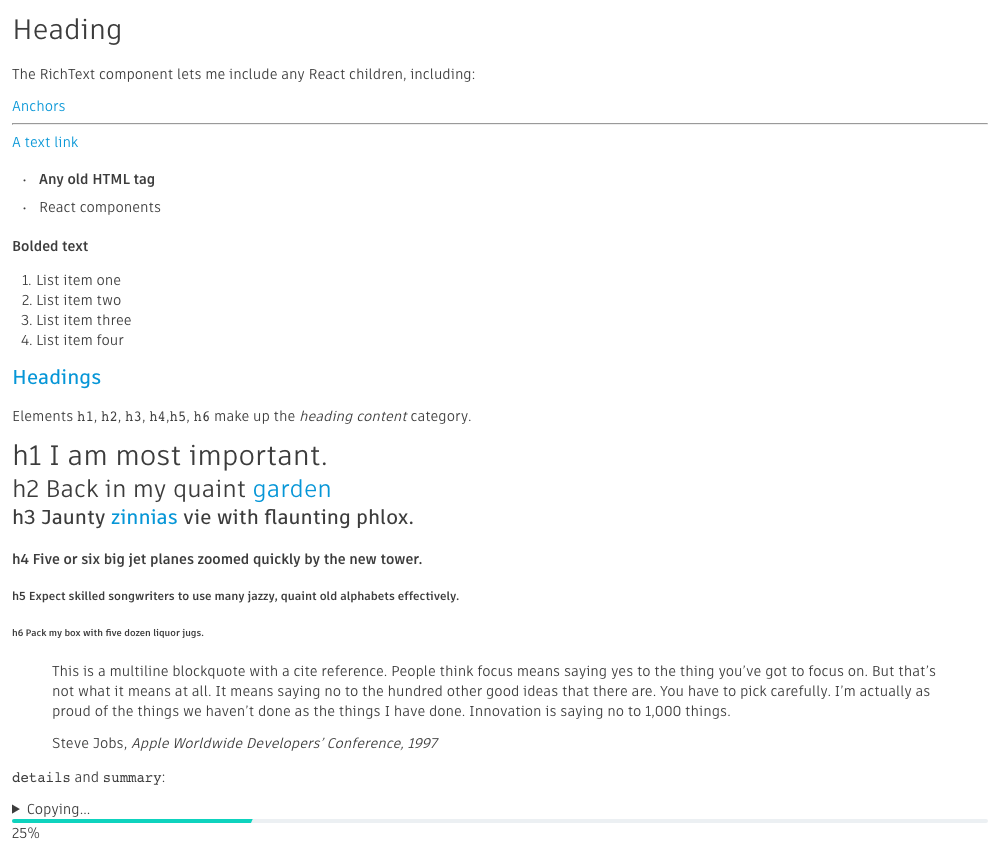 Heading
The RichText component lets me include any React children, including:
Anchors
A text link
· Any old HTML tag
· React components
Bolded text
1. List item one
2. List item two
3. List item three
4. List item four
Headings
Elements h1, h2, h3, h4,h5, h6 make up the heading content category.
h1 I am most important.
h2 Back in my quaint garden
h3 Jaunty zinnias vie with flaunting phlox.
h4 Five or six big jet planes zoomed quickly by the new tower.
h5 Expect skilled songwriters to use many jazzy, quaint old alphabets effectively.
h6 Pack my box with five dozen liquor jugs.
This is a multiline blockquote with a cite reference. People think focus means saying yes to the thing you’ve got to focus on. But that’s
not what it means at all. It means saying no to the hundred other good ideas that there are. You have to pick carefully. I’m actually as
proud of the things we haven’t done as the things I have done. Innovation is saying no to 1,000 things.
Steve Jobs, Apple Worldwide Developers’ Conference, 1997
details and summary:
Copying...
25%